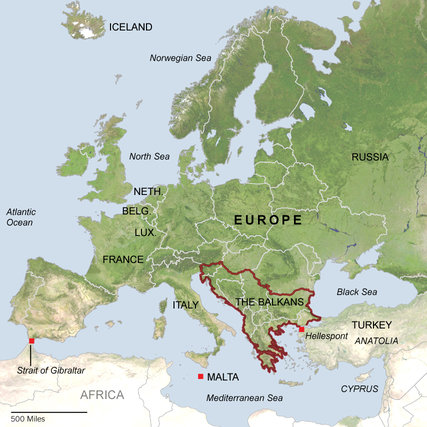 ICELAND
Norwegian Sea
RUSSIA
North Sea
NETH.
Atlantic
Ocean
BELG.
EUROPE
LUX.
FRANCE
Black Sea
THE BALKANS
ITALY
TURKEY
Hellespont
ANATOLIA
Strait of Gibraltar
MALTA
CYPRUS
AFRICA
Mediterranean Sea
500 Miles